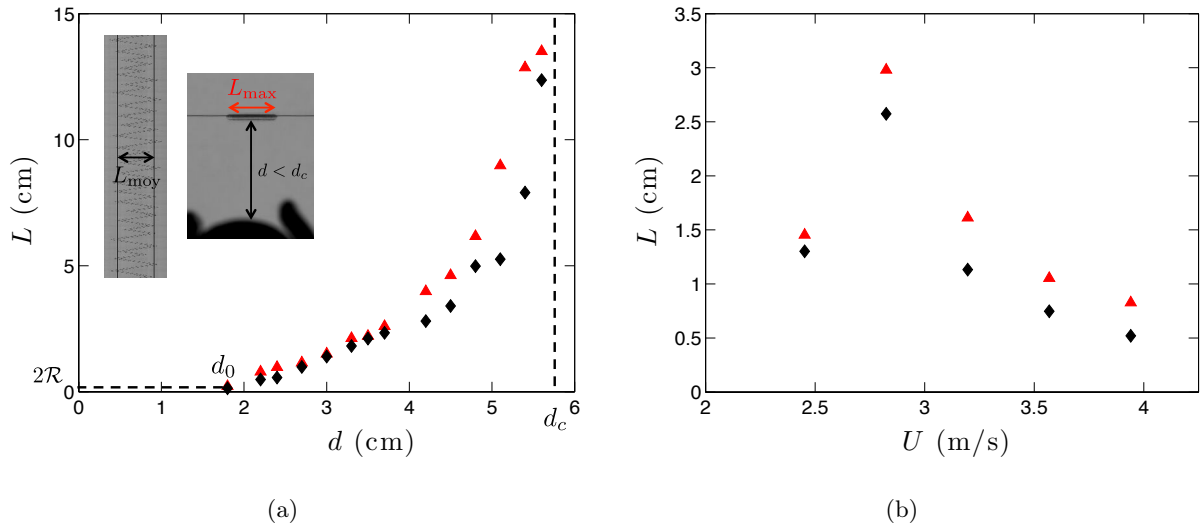 15
10
5
0
L (cm)
2ℛ
L_max
L_moy
d < d_c
d_0
0 1 2 3 4 5 6
d_c
d (cm)
(a)
3.5
3
2.5
2
1.5
1
0.5
0
L (cm)
2 2.5 3 3.5 4
U (m/s)
(b)